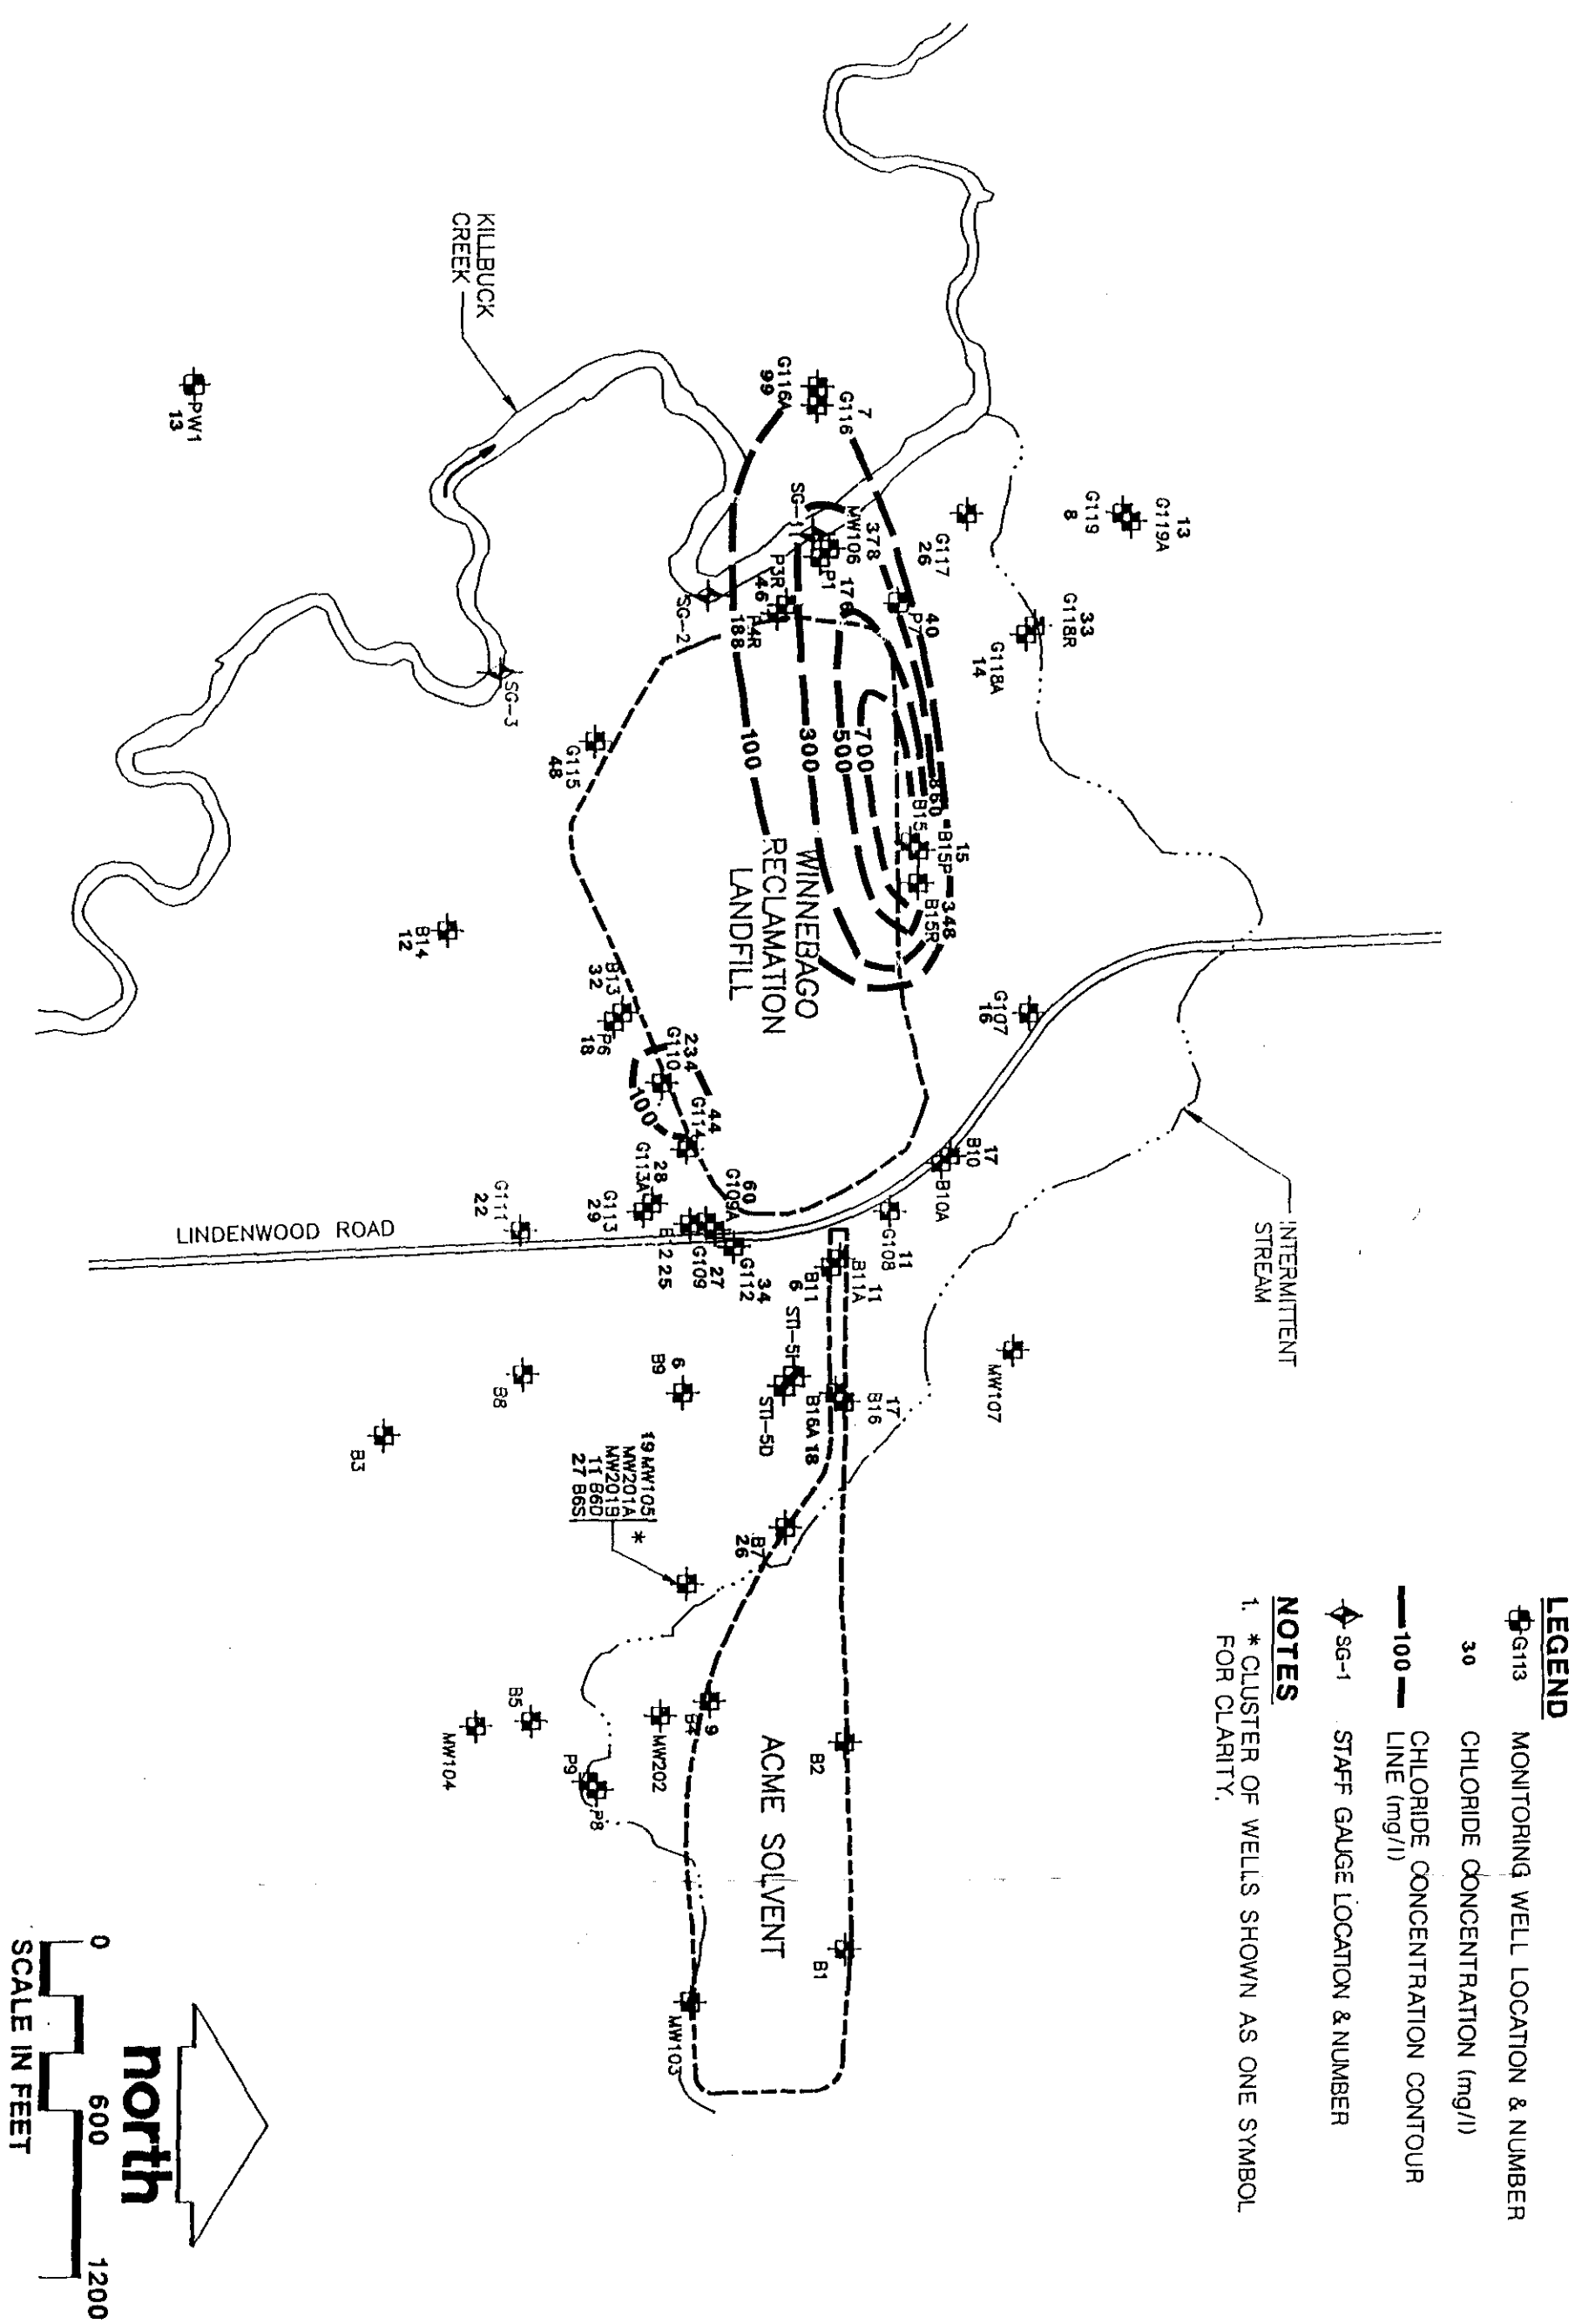 LEGEND
G113 MONITORING WELL LOCATION & NUMBER
30 CHLORIDE CONCENTRATION (mg/l)
100 CHLORIDE CONCENTRATION CONTOUR
LINE (mg/l)
SG-1 STAFF GAUGE LOCATION & NUMBER
NOTES
1. * CLUSTER OF WELLS SHOWN AS ONE SYMBOL
FOR CLARITY.
13
G119A
G119
8
33
G118R
G118A
14
G117
26
INTERMITTENT
STREAM
G107
16
MW107
17
B10
B10A
11
G108
7
G116
G116A
99
SG-1
MW106
378
P1
176
40
P7
P3R
46
P4R
188
SG-2
860
B15
15
B15P
348
B15R
700
500
300
100
WINNEBAGO
RECLAMATION
LANDFILL
KILLBUCK
CREEK
PW1
13
SG-3
G115
48
B14
12
B13
32
P6
18
234
G110
100
44
G114
28
G113A
G113
29
60
G109A
G109
27
B12 25
G112
34
G111
22
LINDENWOOD ROAD
11
B11A
B11
6
STI-5I
STI-5D
17
B16
B16A 18
6
B9
B8
B3
B7
26
19 MW105
MW201A
MW201B
11 B6D
27 B6S
*
9
B4
MW202
B5
MW104
P9
P8
B2
B1
ACME SOLVENT
MW103
north
0 600 1200
SCALE IN FEET